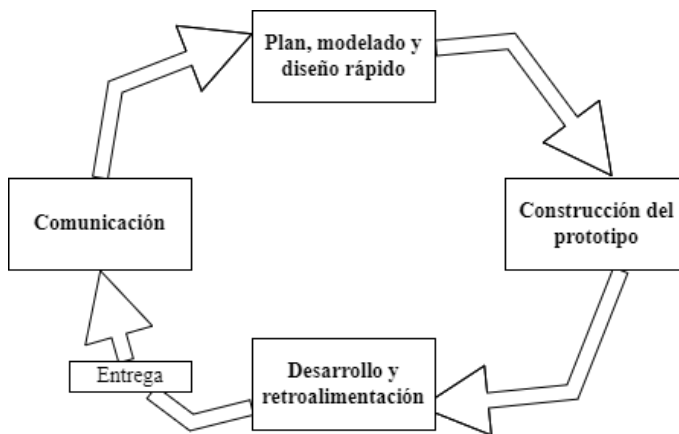 Plan, modelado y
diseño rápido
Comunicación
Construcción del
prototipo
Entrega
Desarrollo y
retroalimentación